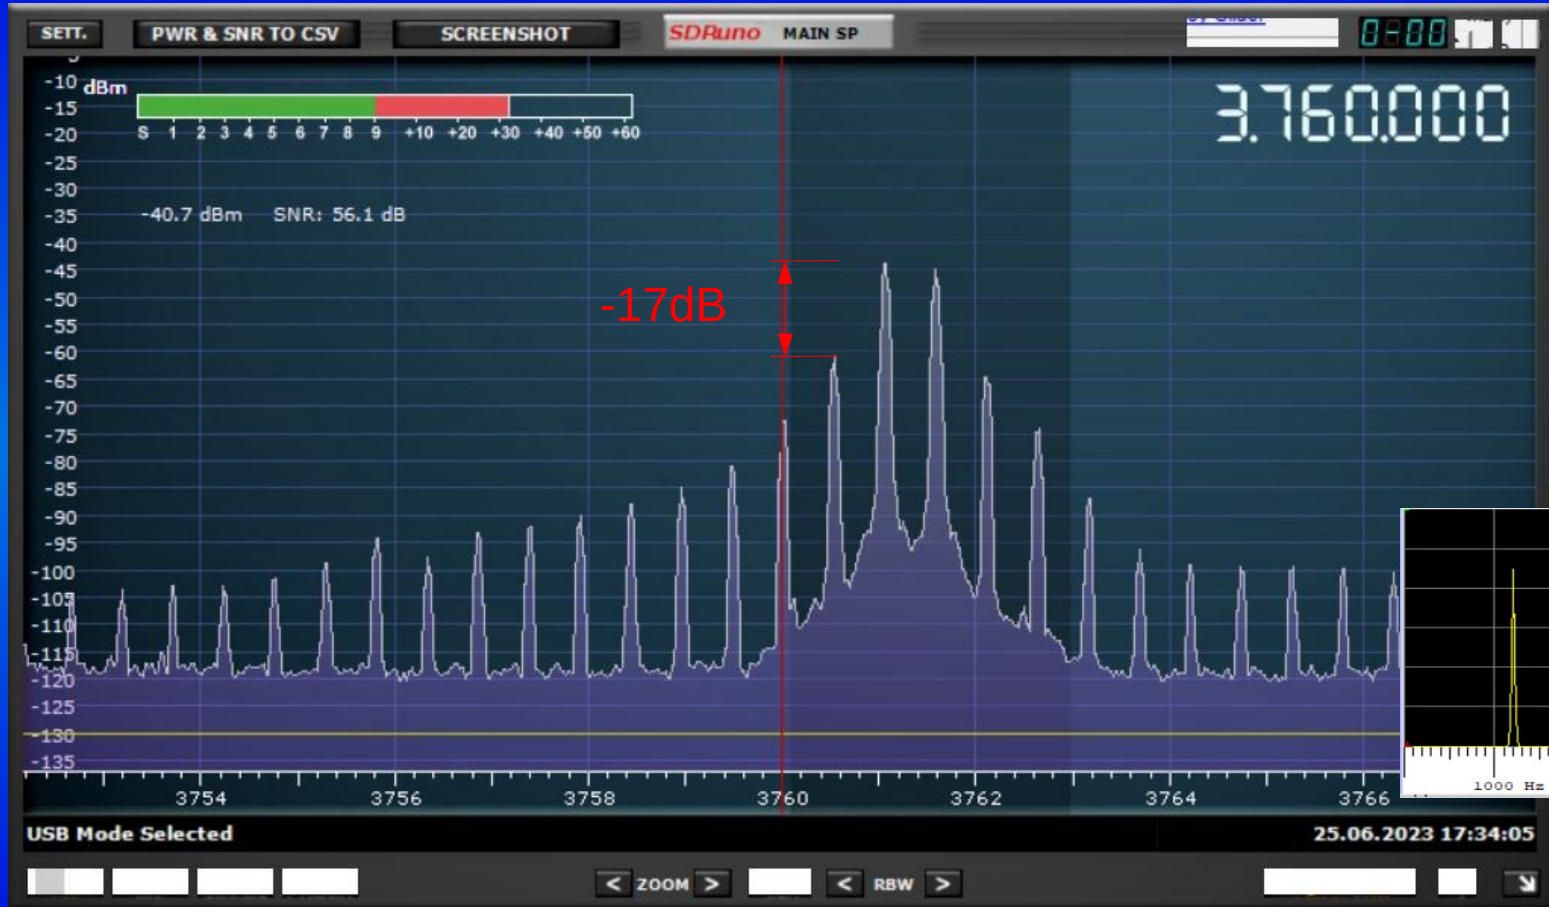 SETT.
PWR & SNR TO CSV
SCREENSHOT
SDRuno MAIN SP
0-00
-10 dBm
-15
-20
S 1 2 3 4 5 6 7 8 9 +10 +20 +30 +40 +50 +60
3.760.000
-25
-30
-35
-40.7 dBm SNR: 56.1 dB
-40
-45
-50
-17dB
-55
-60
-65
-70
-75
-80
-85
-90
-95
-100
-105
-110
-115
-120
-125
-130
-135
1000 Hz
3754 3756 3758 3760 3762 3764 3766
USB Mode Selected
25.06.2023 17:34:05
< ZOOM > < RBW >